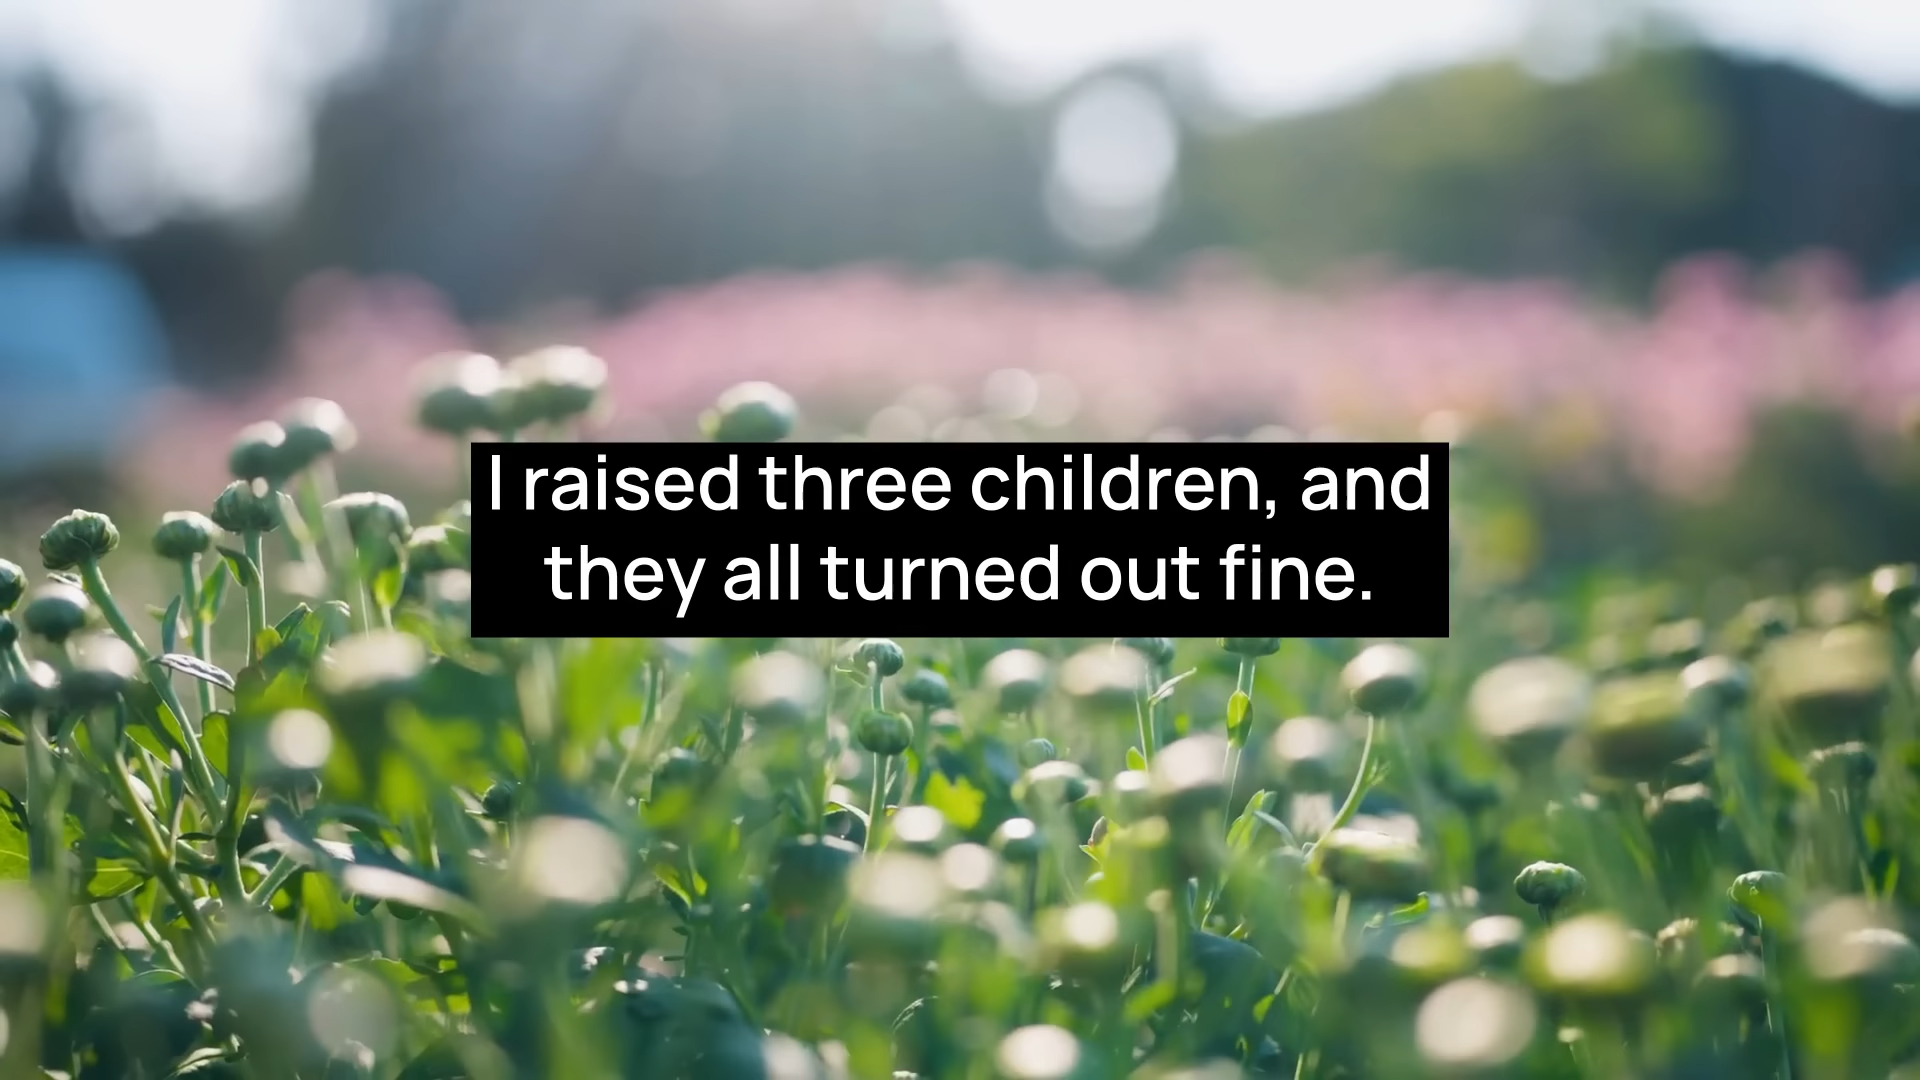 I raised three children, and
they all turned out fine.